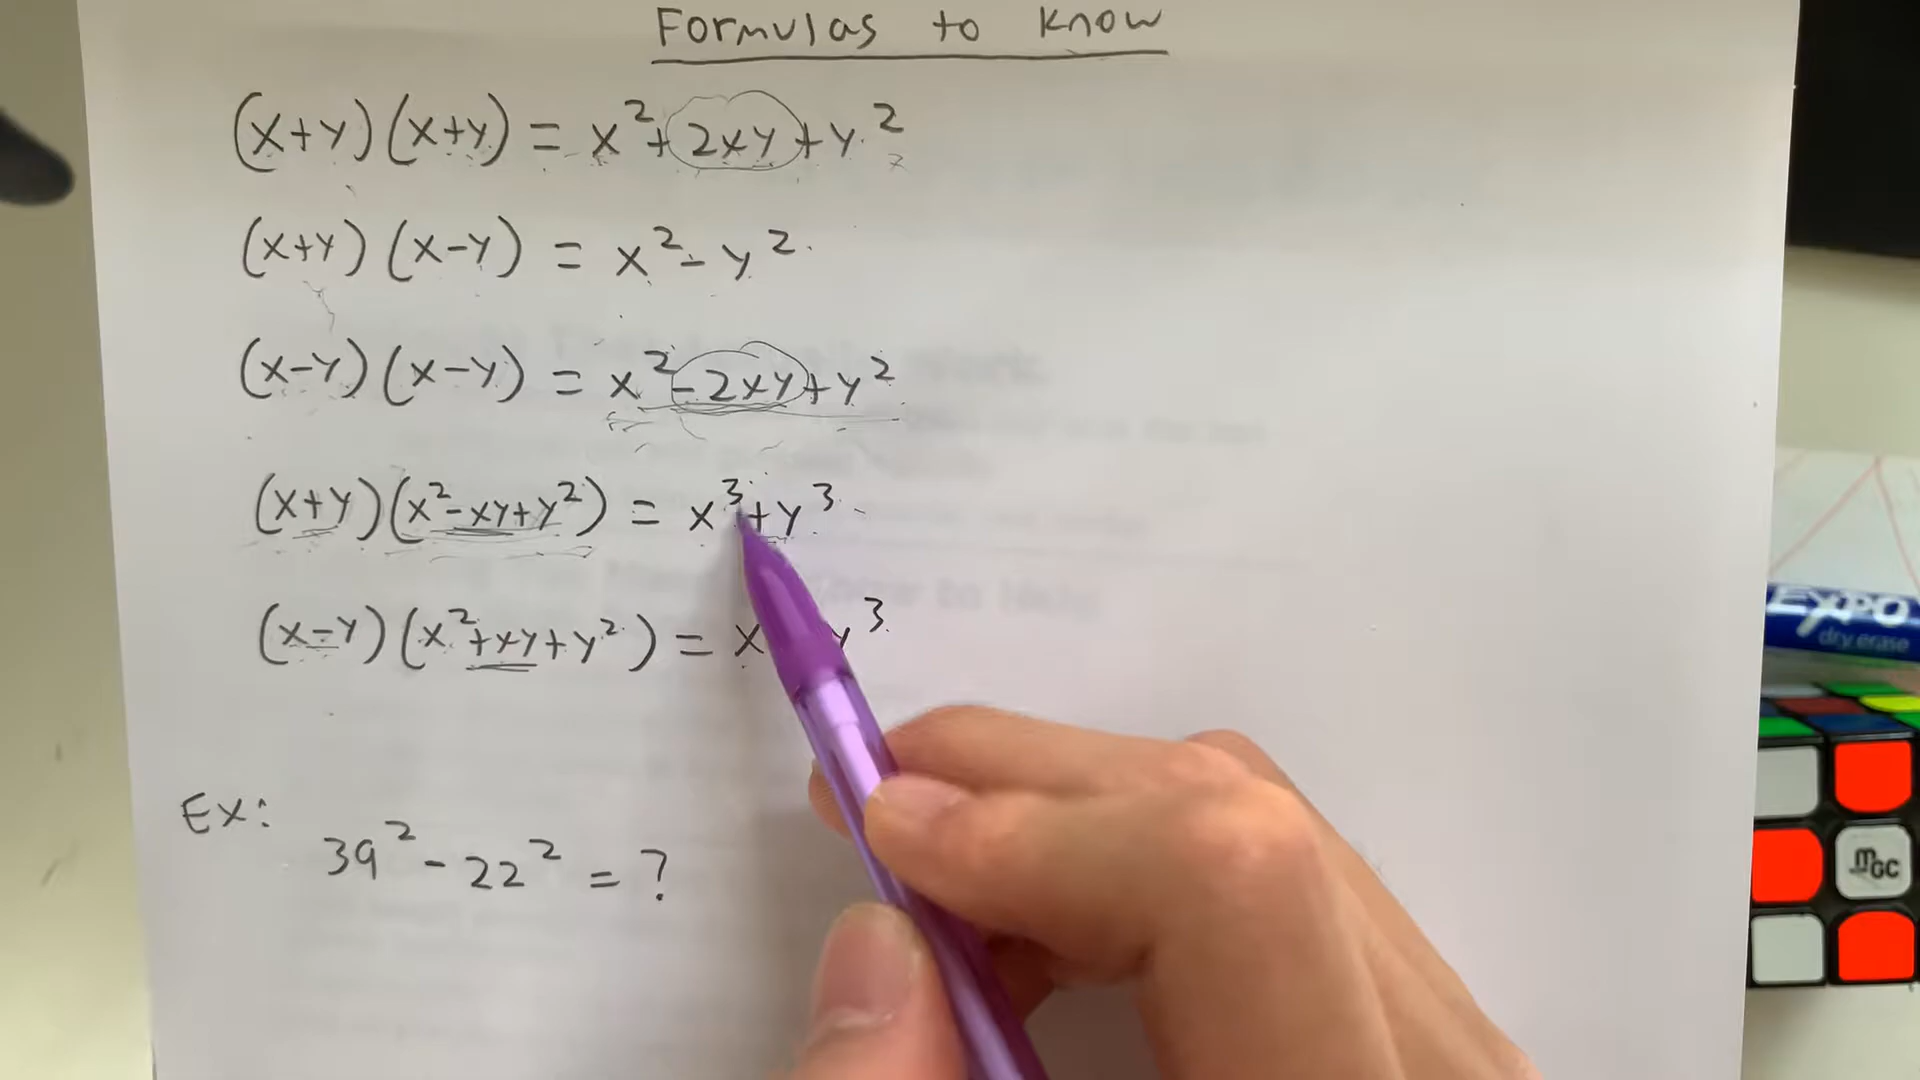 Formulas to know
(x+y)(x+y) = x²+2xy+y²
(x+y)(x-y) = x²-y²
(x-y)(x-y) = x²-2xy+y²
(x+y)(x²-xy+y²) = x³+y³
(x-y)(x²+xy+y²) = x y³
Ex:
39²-22² = ?
EXPO
dry erase
MGC